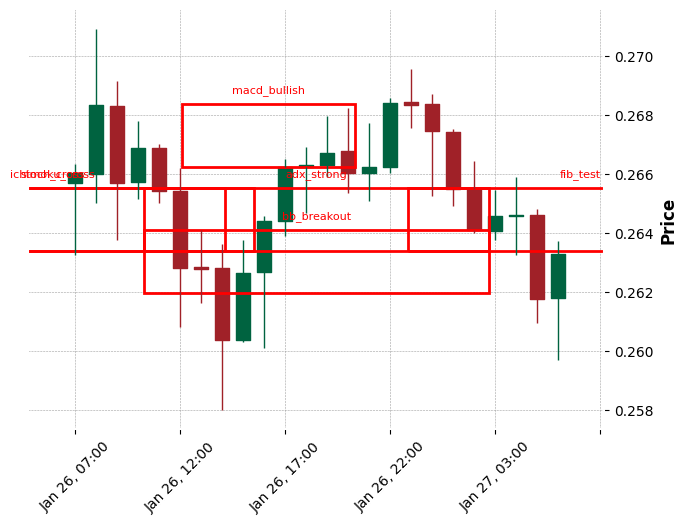 macd_bullish
adx_strong
fib_test
bb_breakout
0.270
0.268
0.266
0.264
0.262
0.260
0.258
Price
Jan 26, 07:00
Jan 26, 12:00
Jan 26, 17:00
Jan 26, 22:00
Jan 27, 03:00